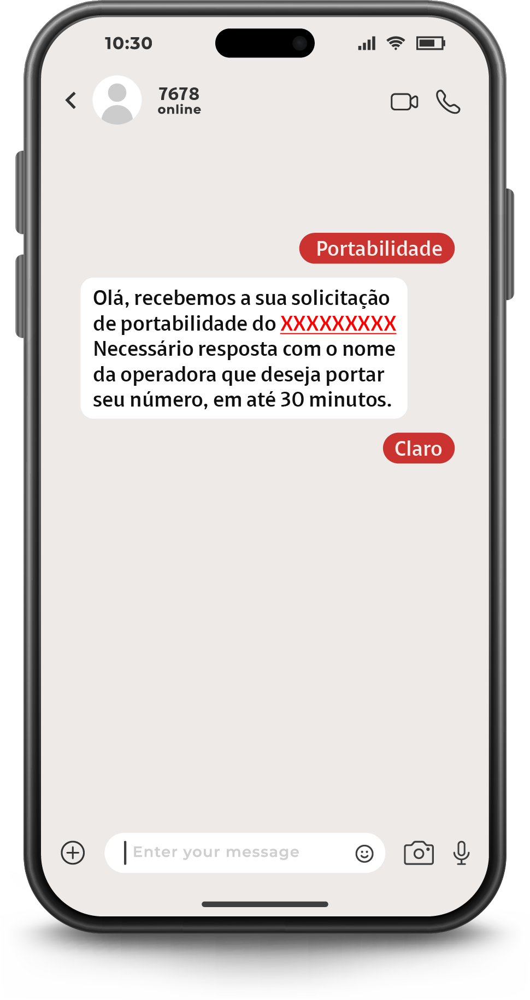 10:30
7678
online
Portabilidade
Olá, recebemos a sua solicitação
de portabilidade do XXXXXXXXX
Necessário resposta com o nome
da operadora que deseja portar
seu número, em até 30 minutos.
Claro
Enter your message